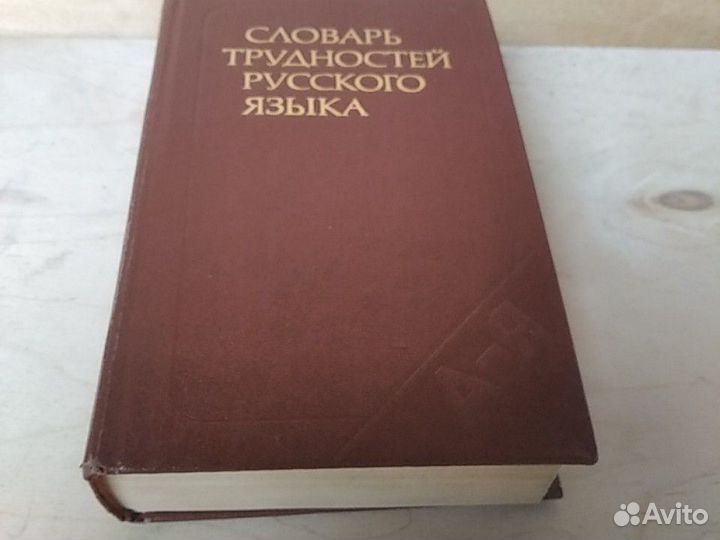 СЛОВАРЬ
ТРУДНОСТЕЙ
РУССКОГО
ЯЗЫКА
А-Я
Avito